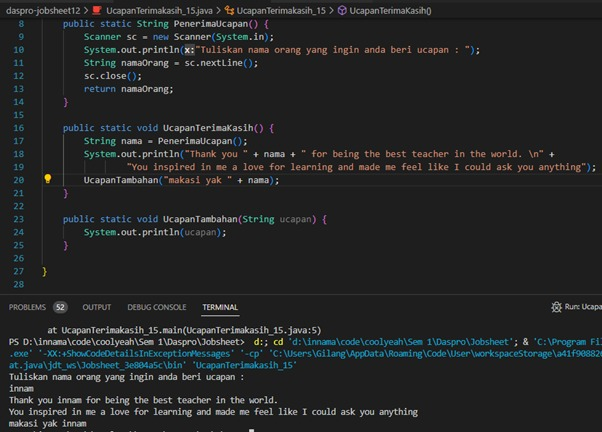 daspro-jobsheet12 > UcapanTerimakasih_15.java > UcapanTerimakasih_15 > UcapanTerimaKasih()
8 public static String PenerimaUcapan() {
9 Scanner sc = new Scanner(System.in);
10 System.out.println(x:"Tuliskan nama orang yang ingin anda beri ucapan : ");
11 String namaOrang = sc.nextLine();
12 sc.close();
13 return namaOrang;
14 }
15
16 public static void UcapanTerimaKasih() {
17 String nama = PenerimaUcapan();
18 System.out.println("Thank you " + nama + " for being the best teacher in the world. \n" +
19 "You inspired in me a love for learning and made me feel like I could ask you anything");
20 UcapanTambahan("makasi yak " + nama);
21 }
22
23 public static void UcapanTambahan(String ucapan) {
24 System.out.println(ucapan);
25 }
26
27 }
28
PROBLEMS 52 OUTPUT DEBUG CONSOLE TERMINAL Run: Ucapa
at UcapanTerimakasih_15.main(UcapanTerimakasih_15.java:5)
PS D:\innama\code\coolyeah\Sem 1\Daspro\Jobsheet> d:; cd 'd:\innama\code\coolyeah\Sem 1\Daspro\Jobsheet'; & 'C:\Program Fil
.exe' '-XX:+ShowCodeDetailsInExceptionMessages' '-cp' 'C:\Users\Gilang\AppData\Roaming\Code\User\workspaceStorage\a41f908826
at.java\jdt_ws\Jobsheet_3e804a5c\bin' 'UcapanTerimakasih_15'
Tuliskan nama orang yang ingin anda beri ucapan :
innam
Thank you innam for being the best teacher in the world.
You inspired in me a love for learning and made me feel like I could ask you anything
makasi yak innam